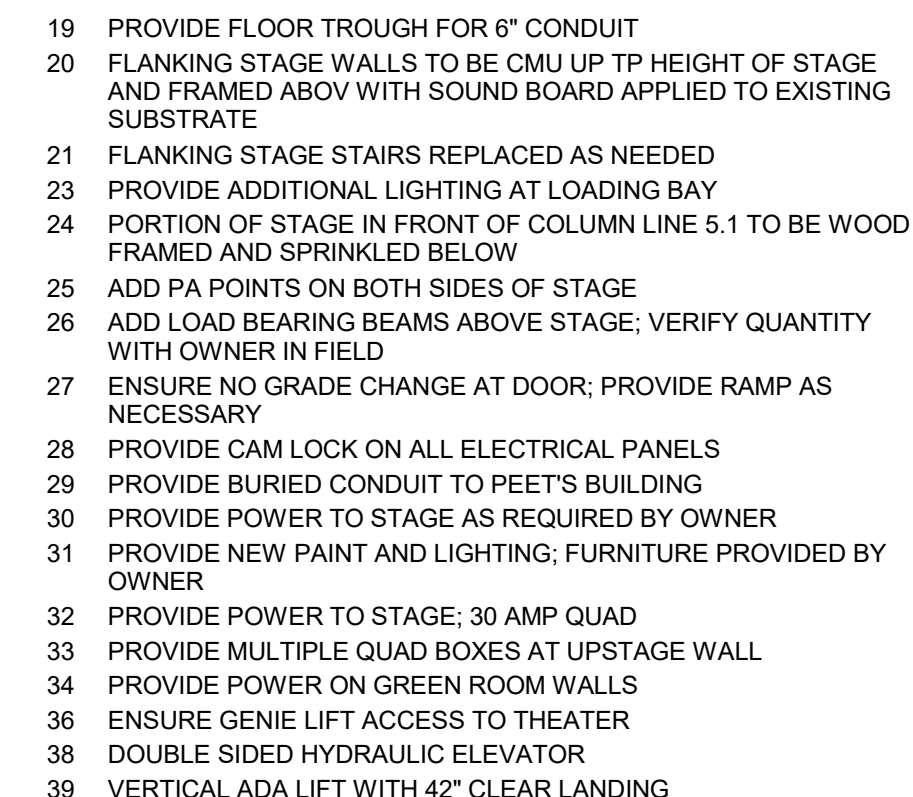 19 PROVIDE FLOOR TROUGH FOR 6" CONDUIT
20 FLANKING STAGE WALLS TO BE CMU UP TP HEIGHT OF STAGE
AND FRAMED ABOV WITH SOUND BOARD APPLIED TO EXISTING
SUBSTRATE
21 FLANKING STAGE STAIRS REPLACED AS NEEDED
23 PROVIDE ADDITIONAL LIGHTING AT LOADING BAY
24 PORTION OF STAGE IN FRONT OF COLUMN LINE 5.1 TO BE WOOD
FRAMED AND SPRINKLED BELOW
25 ADD PA POINTS ON BOTH SIDES OF STAGE
26 ADD LOAD BEARING BEAMS ABOVE STAGE; VERIFY QUANTITY
WITH OWNER IN FIELD
27 ENSURE NO GRADE CHANGE AT DOOR; PROVIDE RAMP AS
NECESSARY
28 PROVIDE CAM LOCK ON ALL ELECTRICAL PANELS
29 PROVIDE BURIED CONDUIT TO PEET'S BUILDING
30 PROVIDE POWER TO STAGE AS REQUIRED BY OWNER
31 PROVIDE NEW PAINT AND LIGHTING; FURNITURE PROVIDED BY
OWNER
32 PROVIDE POWER TO STAGE; 30 AMP QUAD
33 PROVIDE MULTIPLE QUAD BOXES AT UPSTAGE WALL
34 PROVIDE POWER ON GREEN ROOM WALLS
36 ENSURE GENIE LIFT ACCESS TO THEATER
38 DOUBLE SIDED HYDRAULIC ELEVATOR
39 VERTICAL ADA LIFT WITH 42" CLEAR LANDING